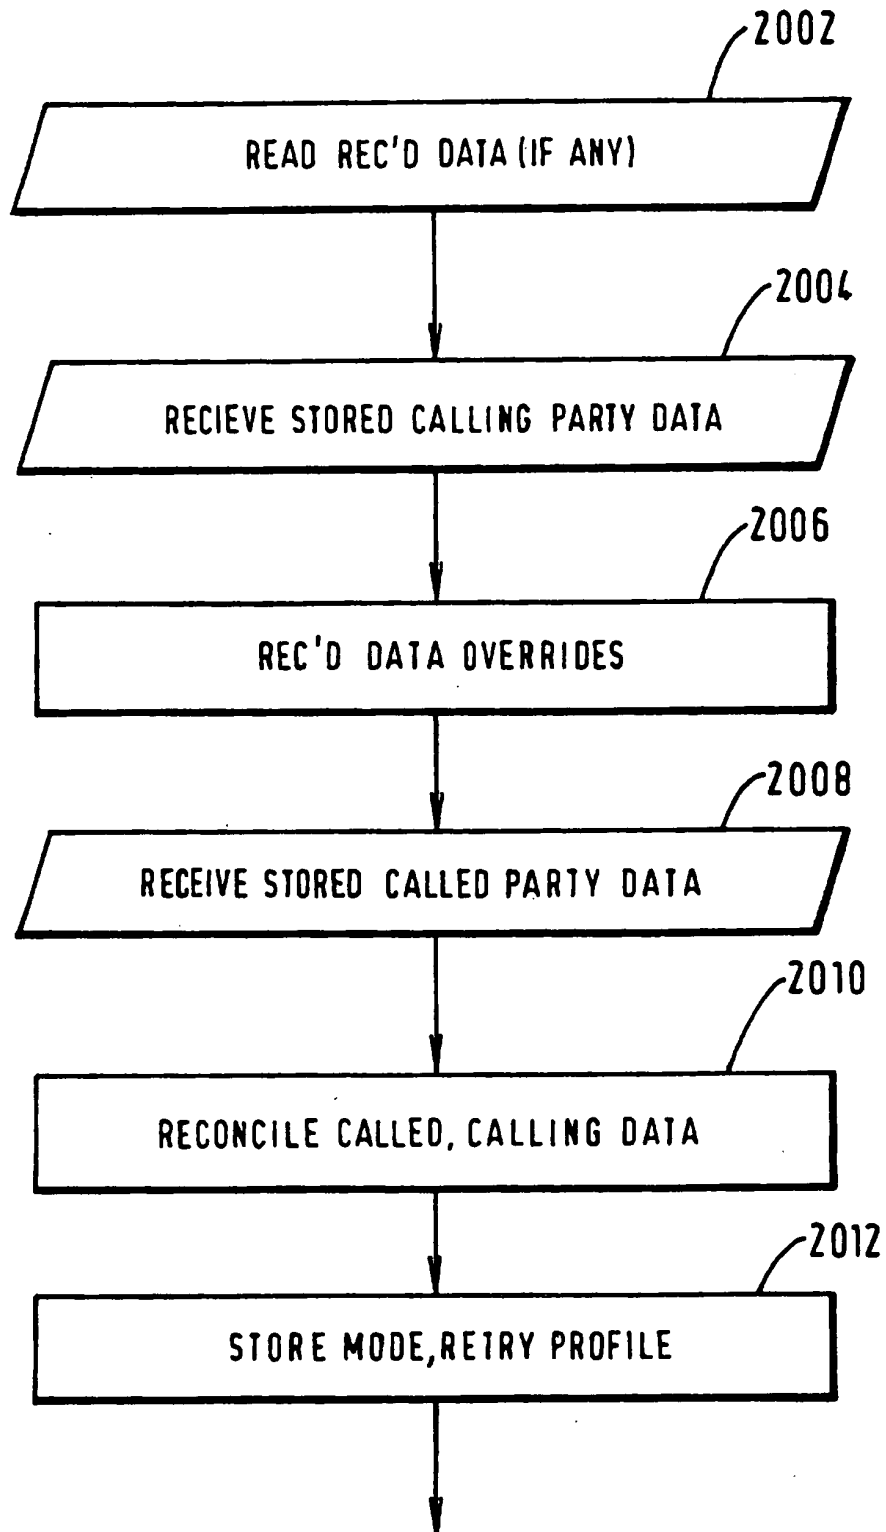 2002
READ REC'D DATA (IF ANY)
2004
RECIEVE STORED CALLING PARTY DATA
2006
REC'D DATA OVERRIDES
2008
RECEIVE STORED CALLED PARTY DATA
2010
RECONCILE CALLED, CALLING DATA
2012
STORE MODE, RETRY PROFILE